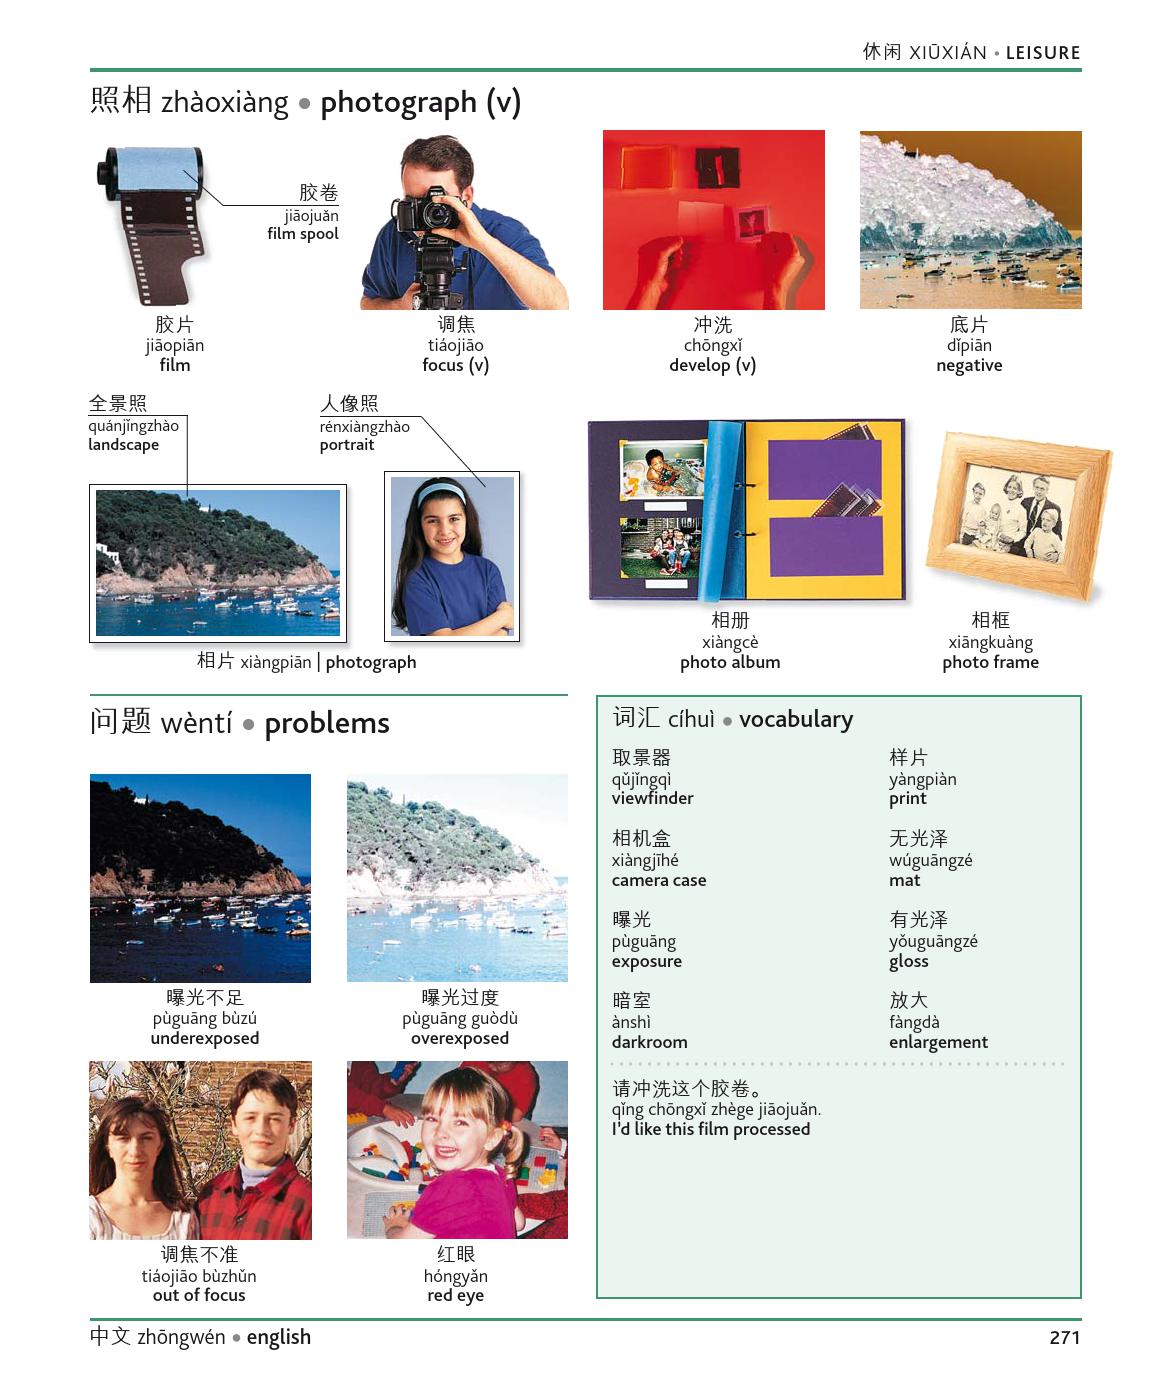 休闲 XIŪXIÁN • LEISURE
照相 zhàoxiàng • photograph (v)
胶卷
jiāojuǎn
film spool
胶片
jiāopiān
film
调焦
tiáojiāo
focus (v)
冲洗
chōngxǐ
develop (v)
底片
dǐpiān
negative
全景照
quánjǐngzhào
landscape
人像照
rénxiàngzhào
portrait
相片 xiàngpiān | photograph
相册
xiàngcè
photo album
相框
xiāngkuàng
photo frame
问题 wèntí • problems
曝光不足
pùguāng bùzú
underexposed
曝光过度
pùguāng guòdù
overexposed
调焦不准
tiáojiāo bùzhǔn
out of focus
红眼
hóngyǎn
red eye
词汇 cíhuì • vocabulary
取景器
qǔjǐngqì
viewfinder
相机盒
xiàngjīhé
camera case
曝光
pùguāng
exposure
暗室
ànshì
darkroom
样片
yàngpiàn
print
无光泽
wúguāngzé
mat
有光泽
yǒuguāngzé
gloss
放大
fàngdà
enlargement
请冲洗这个胶卷。
qǐng chōngxǐ zhège jiāojuǎn.
I'd like this film processed
中文 zhōngwén • english
271